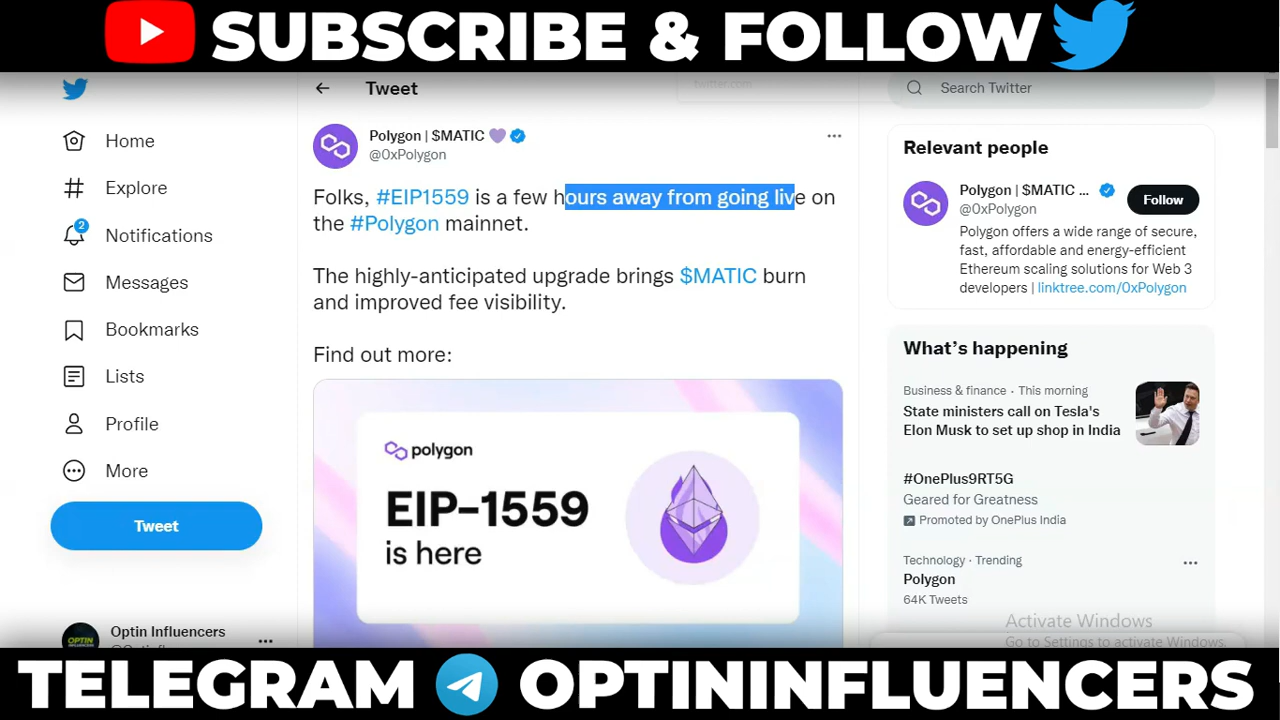 SUBSCRIBE & FOLLOW
Tweet
twitter.com
Search Twitter
Home
Explore
2
Notifications
Messages
Bookmarks
Lists
Profile
More
Tweet
Optin Influencers
Polygon | $MATIC
@0xPolygon
Folks, #EIP1559 is a few hours away from going live on
the #Polygon mainnet.
The highly-anticipated upgrade brings $MATIC burn
and improved fee visibility.
Find out more:
polygon
EIP-1559
is here
Relevant people
Polygon | $MATIC ...
@0xPolygon
Follow
Polygon offers a wide range of secure,
fast, affordable and energy-efficient
Ethereum scaling solutions for Web 3
developers | linktree.com/0xPolygon
What's happening
Business & finance · This morning
State ministers call on Tesla's
Elon Musk to set up shop in India
#OnePlus9RT5G
Geared for Greatness
Promoted by OnePlus India
Technology · Trending
Polygon
64K Tweets
Activate Windows
Go to Settings to activate Windows.
TELEGRAM OPTININFLUENCERS